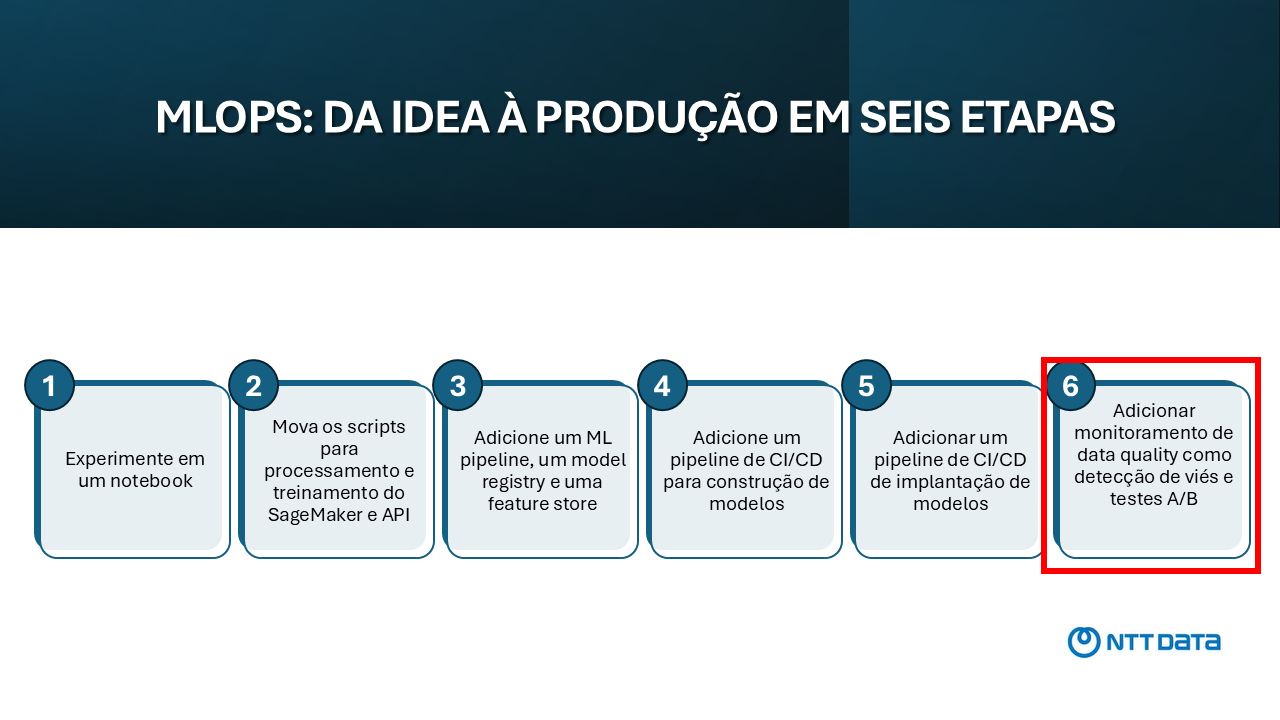 MLOPS: DA IDEA À PRODUÇÃO EM SEIS ETAPAS
1
Experimente em
um notebook
2
Mova os scripts
para
processamento e
treinamento do
SageMaker e API
3
Adicione um ML
pipeline, um model
registry e uma
feature store
4
Adicione um
pipeline de CI/CD
para construção de
modelos
5
Adicionar um
pipeline de CI/CD
de implantação de
modelos
6
Adicionar
monitoramento de
data quality como
detecção de viés e
testes A/B
NTT DATA